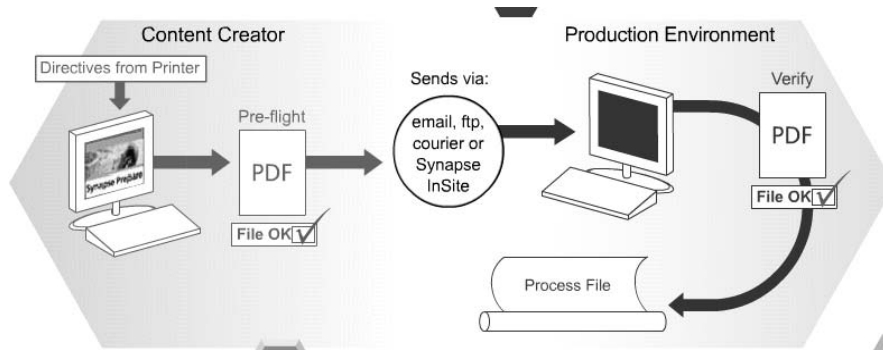 Content Creator
Directives from Printer
Synapse Prepare
Pre-flight
PDF
File OK
Sends via:
email, ftp,
courier or
Synapse
InSite
Production Environment
Verify
PDF
File OK
Process File